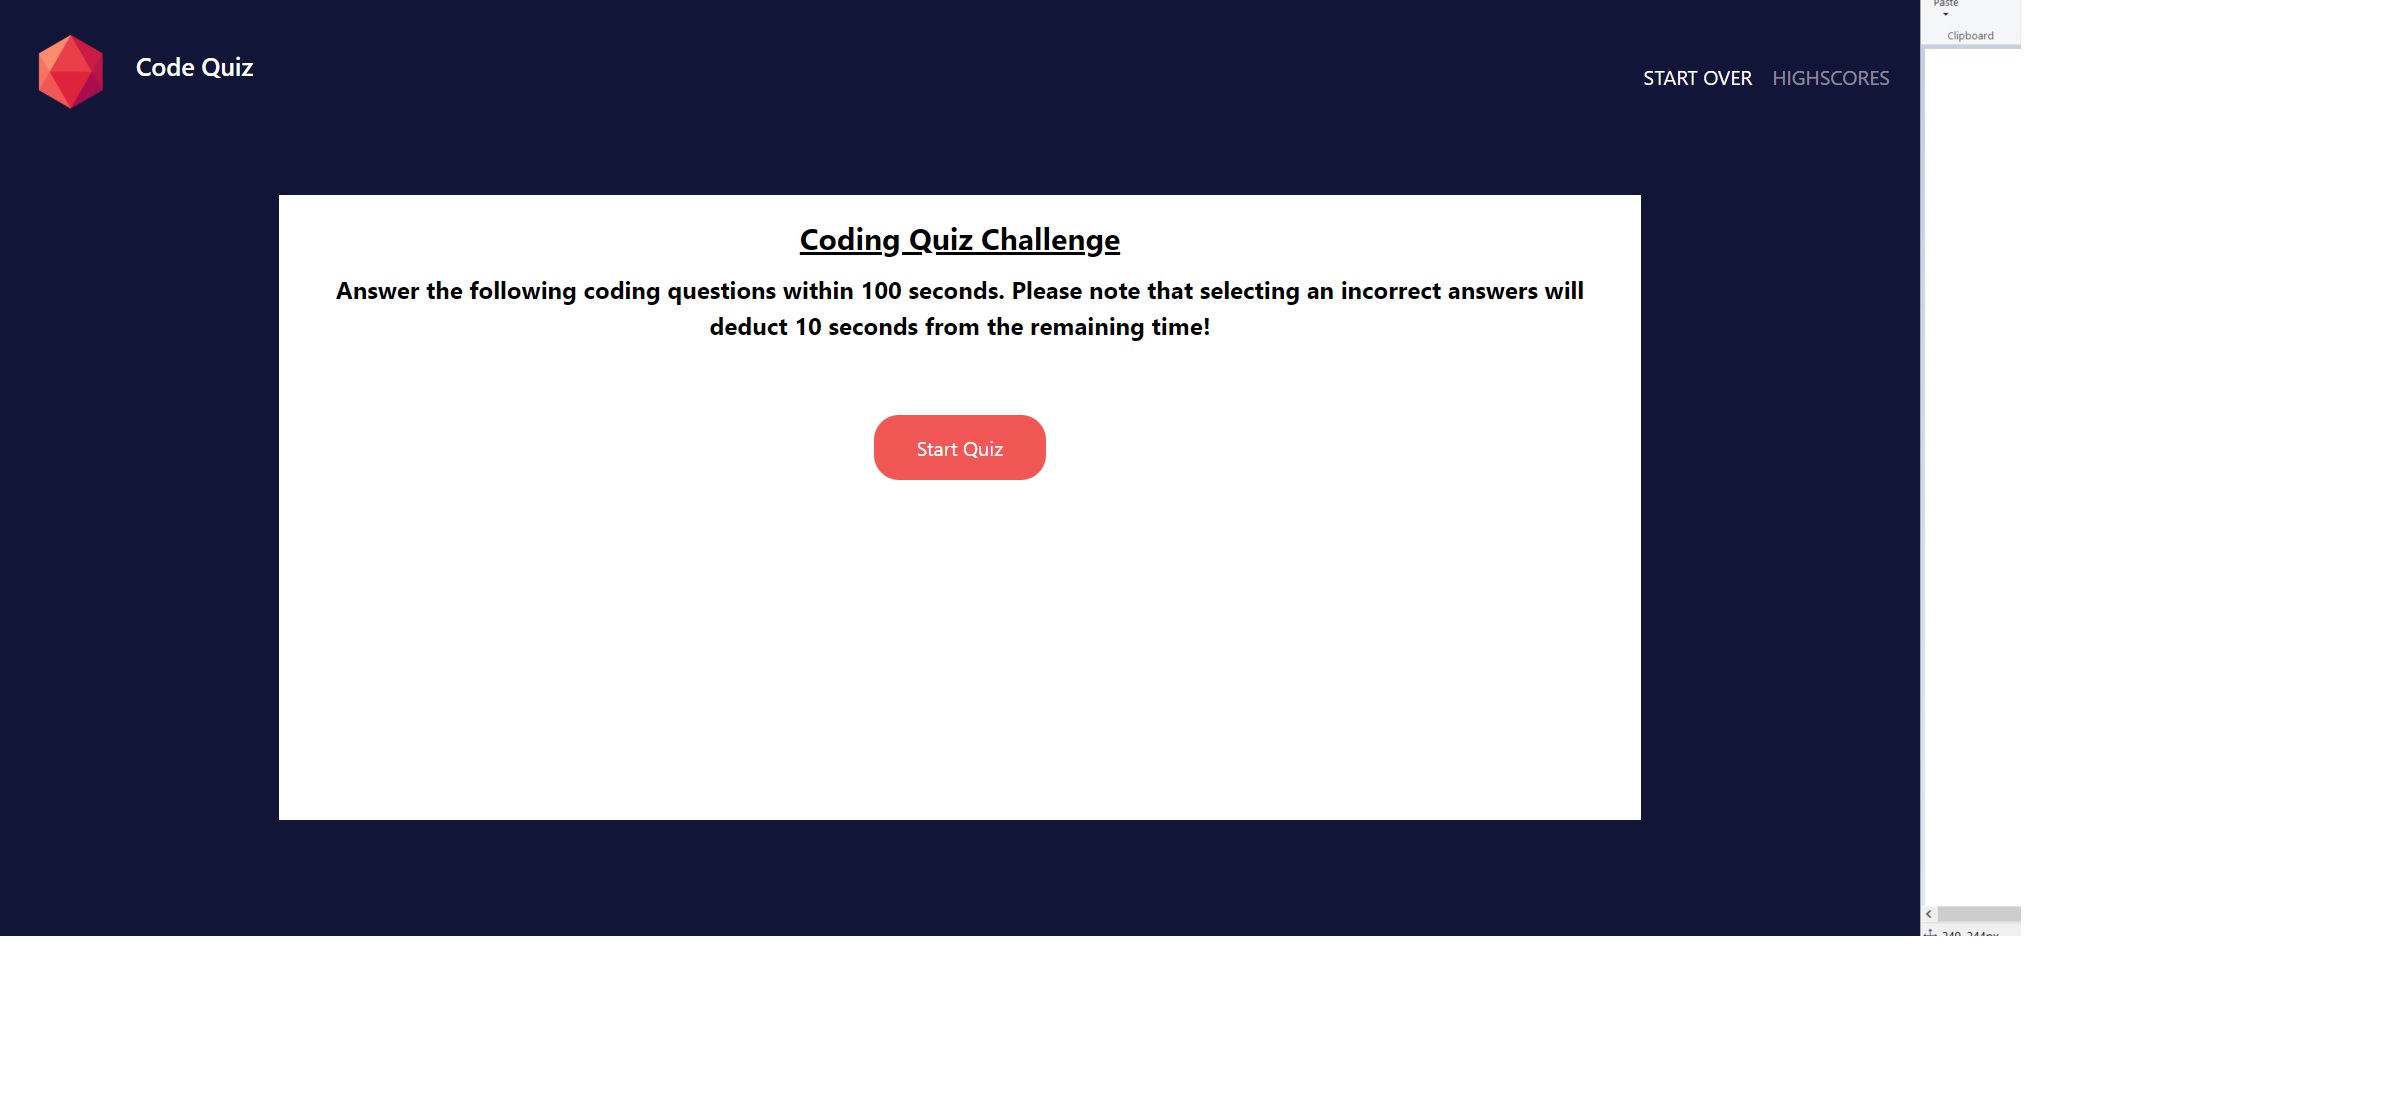 Paste
Clipboard
Code Quiz
START OVER HIGHSCORES
Coding Quiz Challenge
Answer the following coding questions within 100 seconds. Please note that selecting an incorrect answers will
deduct 10 seconds from the remaining time!
Start Quiz